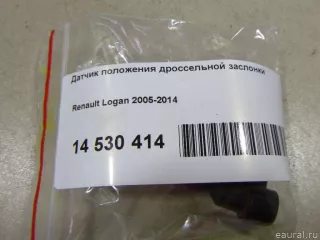 Датчик положения дроссельной заслонки
Renault Logan 2005-2014
14 530 414
eaural.ru